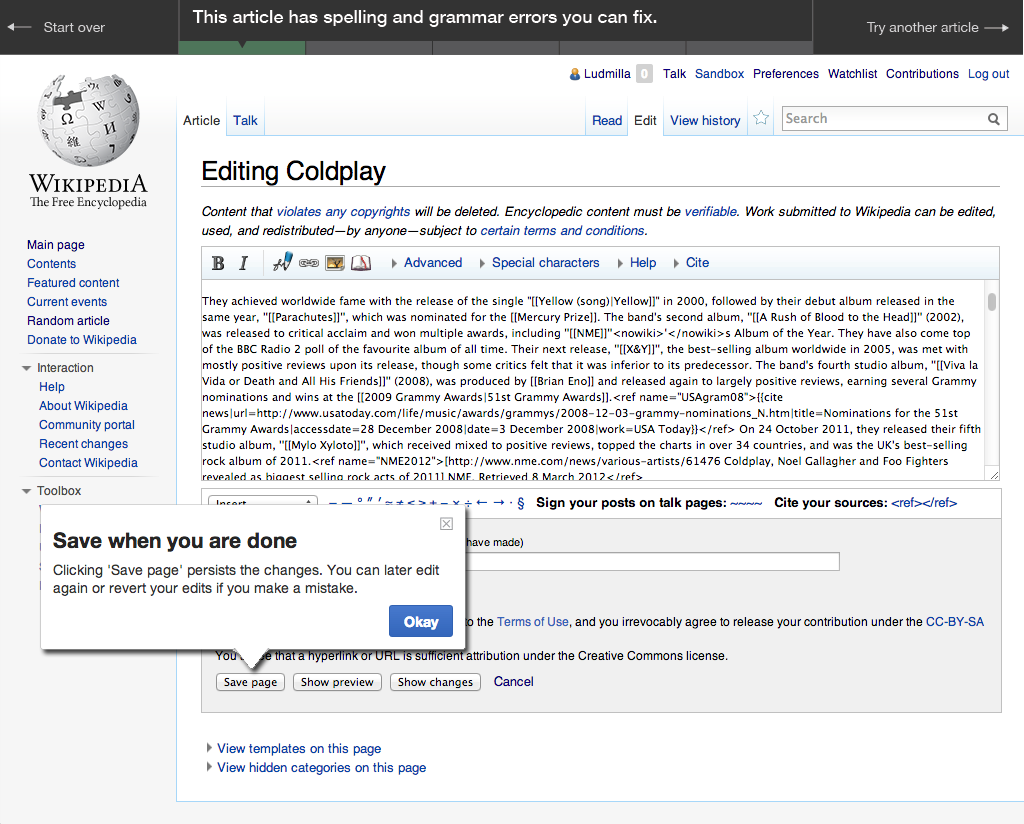 Start over
This article has spelling and grammar errors you can fix.
Try another article
Ludmilla 0 Talk Sandbox Preferences Watchlist Contributions Log out
Article Talk
Read Edit View history
Search
Ω W И 維
WIKIPEDIA
The Free Encyclopedia
Main page
Contents
Featured content
Current events
Random article
Donate to Wikipedia
Interaction
Help
About Wikipedia
Community portal
Recent changes
Contact Wikipedia
Toolbox
Editing Coldplay
Content that violates any copyrights will be deleted. Encyclopedic content must be verifiable. Work submitted to Wikipedia can be edited,
used, and redistributed—by anyone—subject to certain terms and conditions.
B I Advanced Special characters Help Cite
They achieved worldwide fame with the release of the single "[[Yellow (song)|Yellow]]" in 2000, followed by their debut album released in the
same year, ''[[Parachutes]]'', which was nominated for the [[Mercury Prize]]. The band's second album, ''[[A Rush of Blood to the Head]]'' (2002),
was released to critical acclaim and won multiple awards, including ''[[NME]]''<nowiki>'</nowiki>s Album of the Year. They have also come top
of the BBC Radio 2 poll of the favourite album of all time. Their next release, ''[[X&Y]]'', the best-selling album worldwide in 2005, was met with
mostly positive reviews upon its release, though some critics felt that it was inferior to its predecessor. The band's fourth studio album, ''[[Viva la
Vida or Death and All His Friends]]'' (2008), was produced by [[Brian Eno]] and released again to largely positive reviews, earning several Grammy
nominations and wins at the [[2009 Grammy Awards|51st Grammy Awards]].<ref name="USAgram08">{{cite
news|url=http://www.usatoday.com/life/music/awards/grammys/2008-12-03-grammy-nominations_N.htm|title=Nominations for the 51st
Grammy Awards|accessdate=28 December 2008|date=3 December 2008|work=USA Today}}</ref> On 24 October 2011, they released their fifth
studio album, ''[[Mylo Xyloto]]'', which received mixed to positive reviews, topped the charts in over 34 countries, and was the UK's best-selling
rock album of 2011.<ref name="NME2012">[http://www.nme.com/news/various-artists/61476 Coldplay, Noel Gallagher and Foo Fighters
revealed as biggest selling rock acts of 2011] NME. Retrieved 8 March 2012</ref>
Insert – — ° ″ ′ ≈ ≠ ≤ ≥ ± − × ÷ ← → · § Sign your posts on talk pages: ~~~~ Cite your sources: <ref></ref>
have made)
Save when you are done
Clicking 'Save page' persists the changes. You can later edit
again or revert your edits if you make a mistake.
Okay
to the Terms of Use, and you irrevocably agree to release your contribution under the CC-BY-SA
that a hyperlink or URL is sufficient attribution under the Creative Commons license.
Save page Show preview Show changes Cancel
View templates on this page
View hidden categories on this page